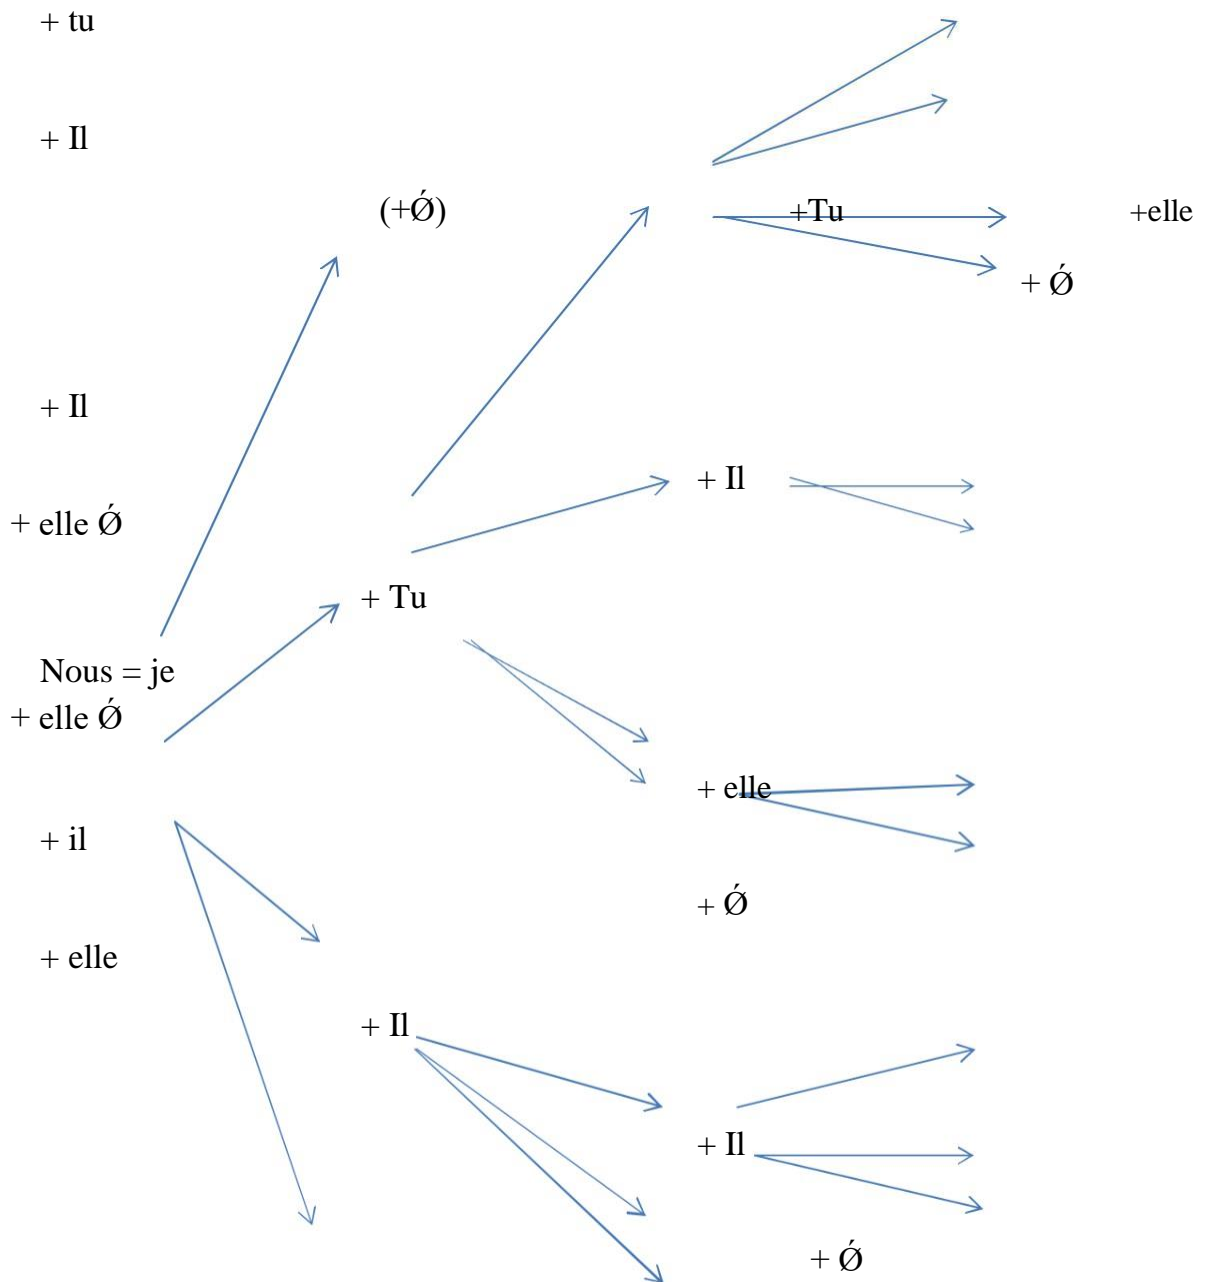 + tu
+ Il
(+Ǿ)
+Tu
+elle
+ Ǿ
+ Il
+ Il
+ elle Ǿ
+ Tu
Nous = je
+ elle Ǿ
+ elle
+ il
+ Ǿ
+ elle
+ Il
+ Il
+ Ǿ